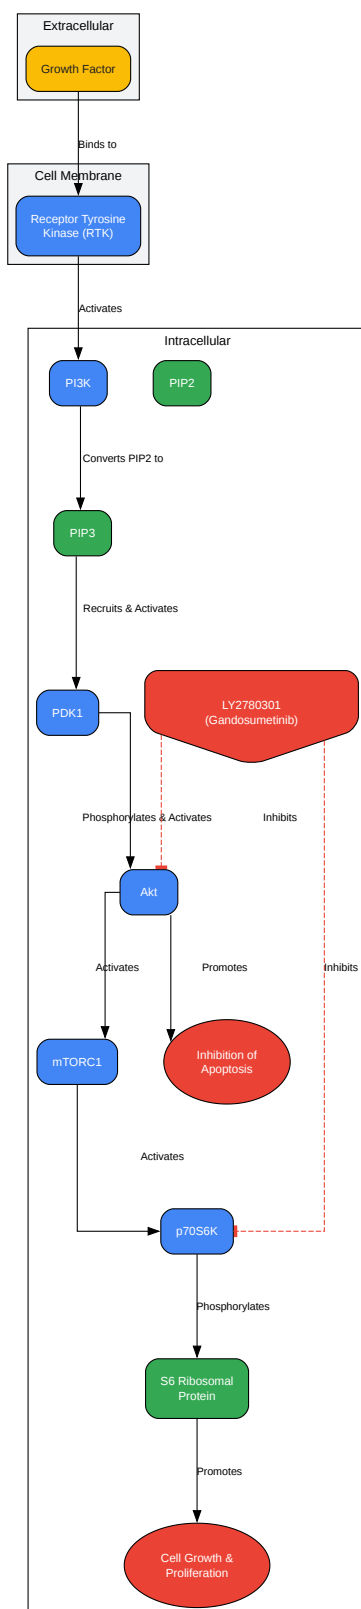 Extracellular
Growth Factor
Binds to
Cell Membrane
Receptor Tyrosine
Kinase (RTK)
Activates
Intracellular
PI3K
PIP2
Converts PIP2 to
PIP3
Recruits & Activates
PDK1
LY2780301
(Gandosumetinib)
Phosphorylates & Activates
Inhibits
Akt
Activates
Promotes
Inhibits
mTORC1
Inhibition of
Apoptosis
Activates
p70S6K
Phosphorylates
S6 Ribosomal
Protein
Promotes
Cell Growth &
Proliferation